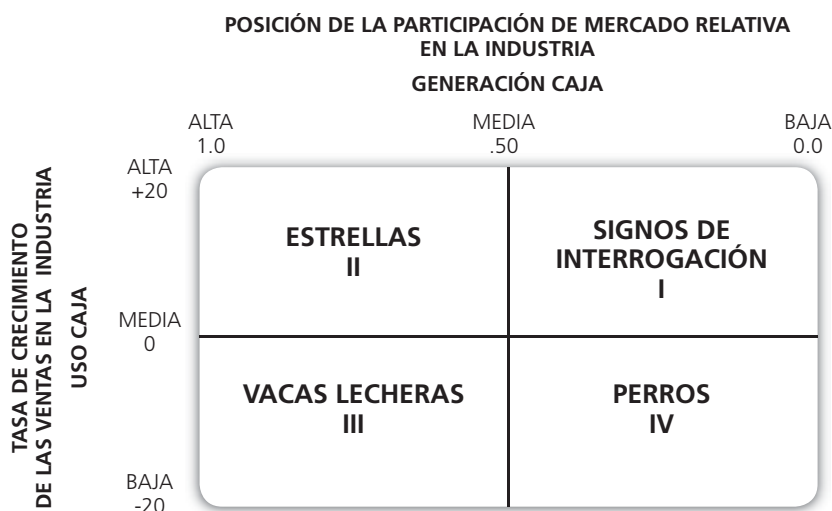 POSICIÓN DE LA PARTICIPACIÓN DE MERCADO RELATIVA
EN LA INDUSTRIA
GENERACIÓN CAJA
ALTA
1.0
MEDIA
.50
BAJA
0.0
TASA DE CRECIMIENTO
DE LAS VENTAS EN LA INDUSTRIA
USO CAJA
ALTA
+20
MEDIA
0
BAJA
-20
ESTRELLAS
II
SIGNOS DE
INTERROGACIÓN
I
VACAS LECHERAS
III
PERROS
IV